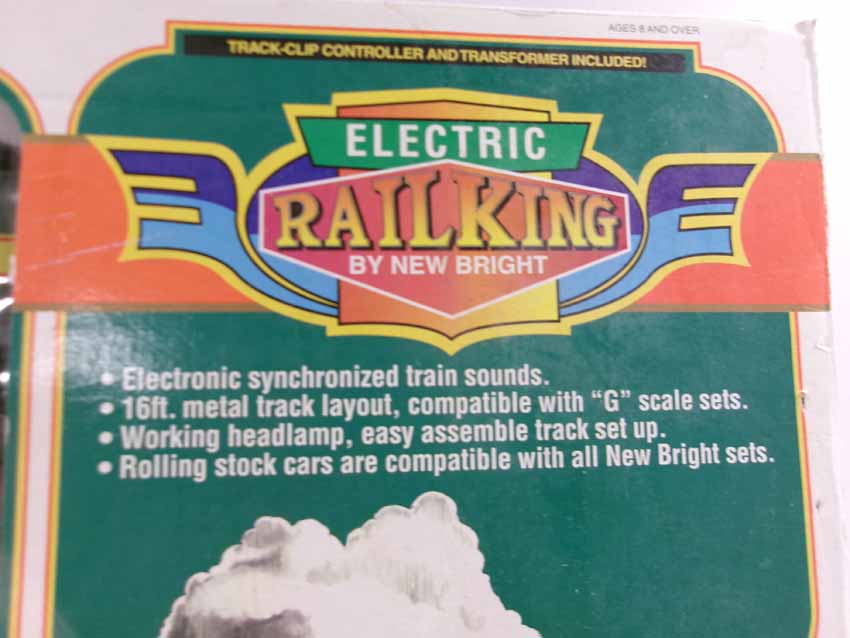 AGES 8 AND OVER
TRACK-CLIP CONTROLLER AND TRANSFORMER INCLUDED!
ELECTRIC
RAILKING
BY NEW BRIGHT
• Electronic synchronized train sounds.
• 16ft. metal track layout, compatible with “G” scale sets.
• Working headlamp, easy assemble track set up.
• Rolling stock cars are compatible with all New Bright sets.